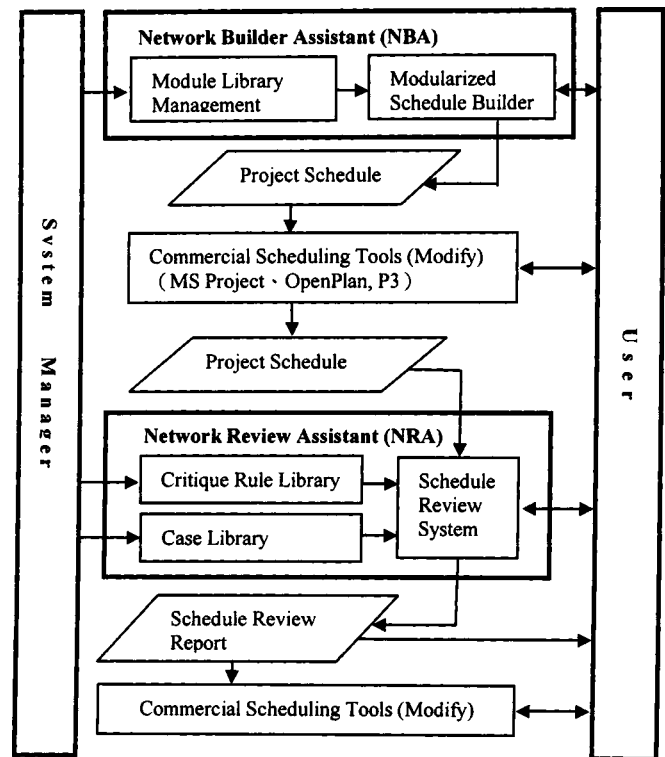 Network Builder Assistant (NBA)
Module Library
Management
Modularized
Schedule Builder
Project Schedule
Commercial Scheduling Tools (Modify)
(MS Project、OpenPlan, P3)
Project Schedule
Network Review Assistant (NRA)
Critique Rule Library
Case Library
Schedule
Review
System
Schedule Review
Report
Commercial Scheduling Tools (Modify)
System Manager
User